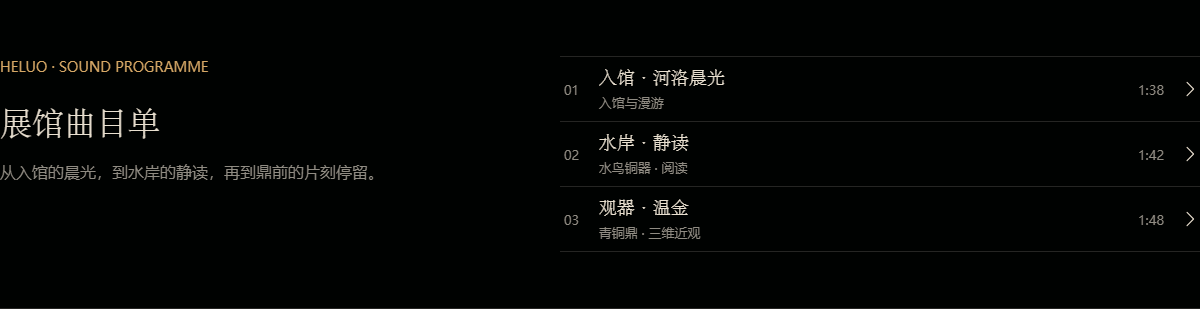 HELUO · SOUND PROGRAMME
展馆曲目单
从入馆的晨光，到水岸的静读，再到鼎前的片刻停留。
01
入馆 · 河洛晨光
入馆与漫游
1:38
02
水岸 · 静读
水鸟铜器 · 阅读
1:42
03
观器 · 温金
青铜鼎 · 三维近观
1:48